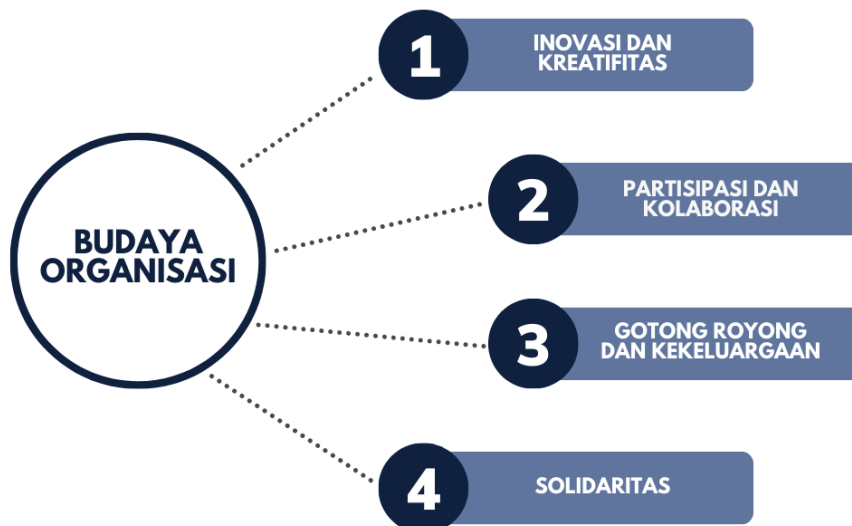 BUDAYA
ORGANISASI
1
INOVASI DAN
KREATIFITAS
2
PARTISIPASI DAN
KOLABORASI
3
GOTONG ROYONG
DAN KEKELUARGAAN
4
SOLIDARITAS